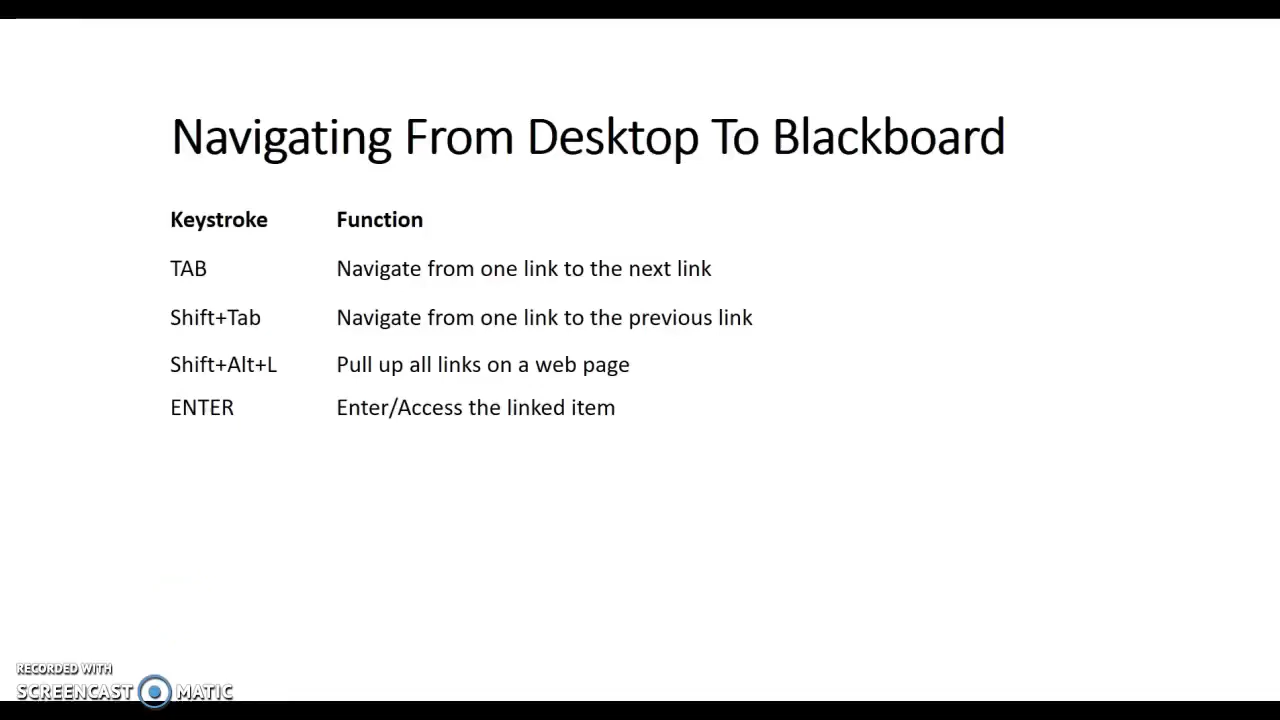 Navigating From Desktop To Blackboard
Keystroke Function
TAB Navigate from one link to the next link
Shift+Tab Navigate from one link to the previous link
Shift+Alt+L Pull up all links on a web page
ENTER Enter/Access the linked item
RECORDED WITH
SCREENCAST MATIC